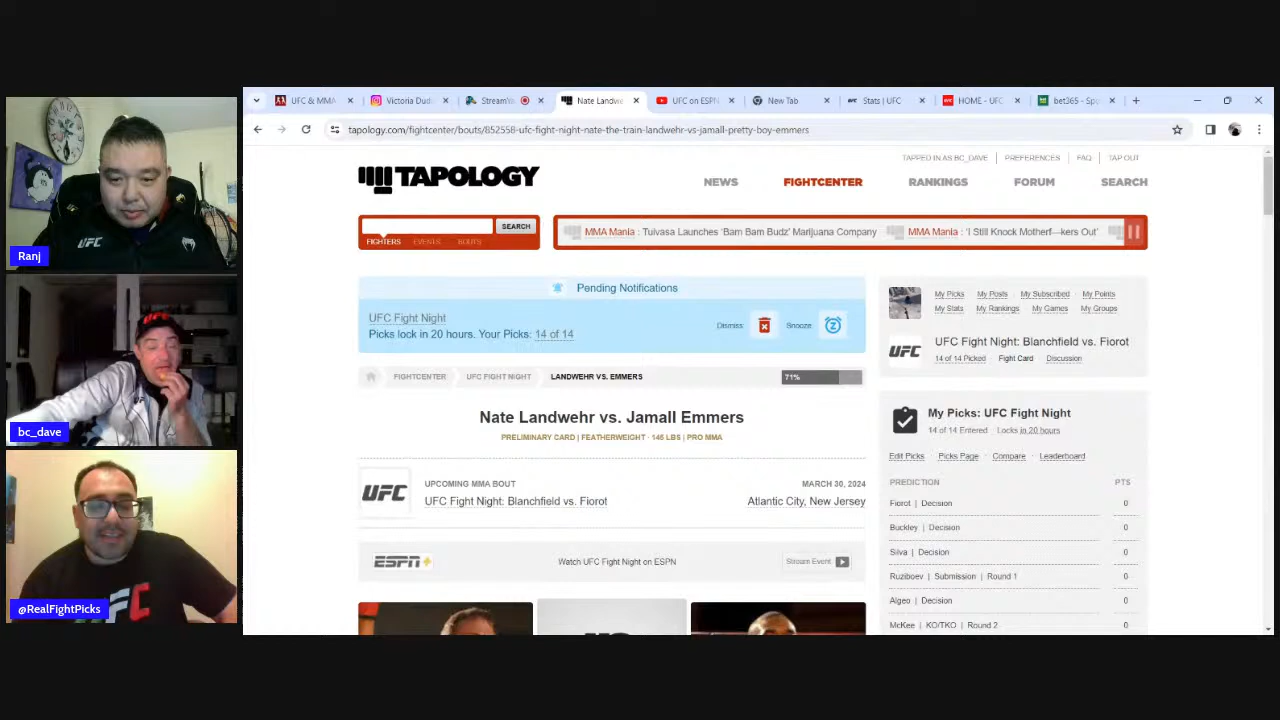 UFC & MMA
Victoria Dud
StreamYa
Nate Landwe
UFC on ESPN
New Tab
Stats | UFC
HOME - UFC
bet365 - Spo
tapology.com/fightcenter/bouts/852558-ufc-fight-night-nate-the-train-landwehr-vs-jamall-pretty-boy-emmers
TAPPED IN AS BC_DAVE
PREFERENCES
FAQ
TAP OUT
TAPOLOGY
NEWS
FIGHTCENTER
RANKINGS
FORUM
SEARCH
SEARCH
FIGHTERS
EVENTS
BOUTS
MMA Mania : Tuivasa Launches 'Bam Bam Budz' Marijuana Company
MMA Mania : 'I Still Knock Motherf—kers Out'
Pending Notifications
UFC Fight Night
Picks lock in 20 hours. Your Picks: 14 of 14
Dismiss
Snooze
FIGHTCENTER
UFC FIGHT NIGHT
LANDWEHR VS. EMMERS
71%
Nate Landwehr vs. Jamall Emmers
PRELIMINARY CARD | FEATHERWEIGHT · 145 LBS | PRO MMA
UFC
UPCOMING MMA BOUT
MARCH 30, 2024
UFC Fight Night: Blanchfield vs. Fiorot
Atlantic City, New Jersey
ESPN+
Watch UFC Fight Night on ESPN
Stream Event
My Picks
My Posts
My Subscribed
My Points
My Stats
My Rankings
My Games
My Groups
UFC
UFC Fight Night: Blanchfield vs. Fiorot
14 of 14 Picked
Fight Card
Discussion
My Picks: UFC Fight Night
14 of 14 Entered
Locks in 20 hours
Edit Picks
Picks Page
Compare
Leaderboard
PREDICTION
PTS
Fiorot | Decision
0
Buckley | Decision
0
Silva | Decision
0
Ruziboev | Submission | Round 1
0
Algeo | Decision
0
McKee | KO/TKO | Round 2
0
UFC
Ranj
bc_dave
UFC
@RealFightPicks